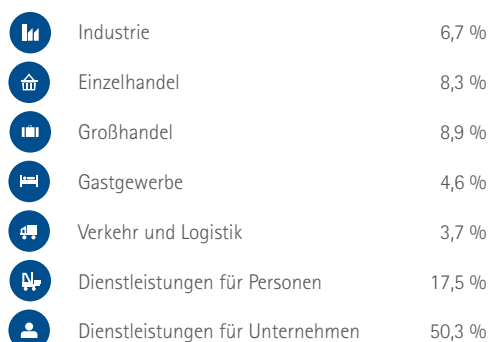 Industrie 6,7 %
Einzelhandel 8,3 %
Großhandel 8,9 %
Gastgewerbe 4,6 %
Verkehr und Logistik 3,7 %
Dienstleistungen für Personen 17,5 %
Dienstleistungen für Unternehmen 50,3 %